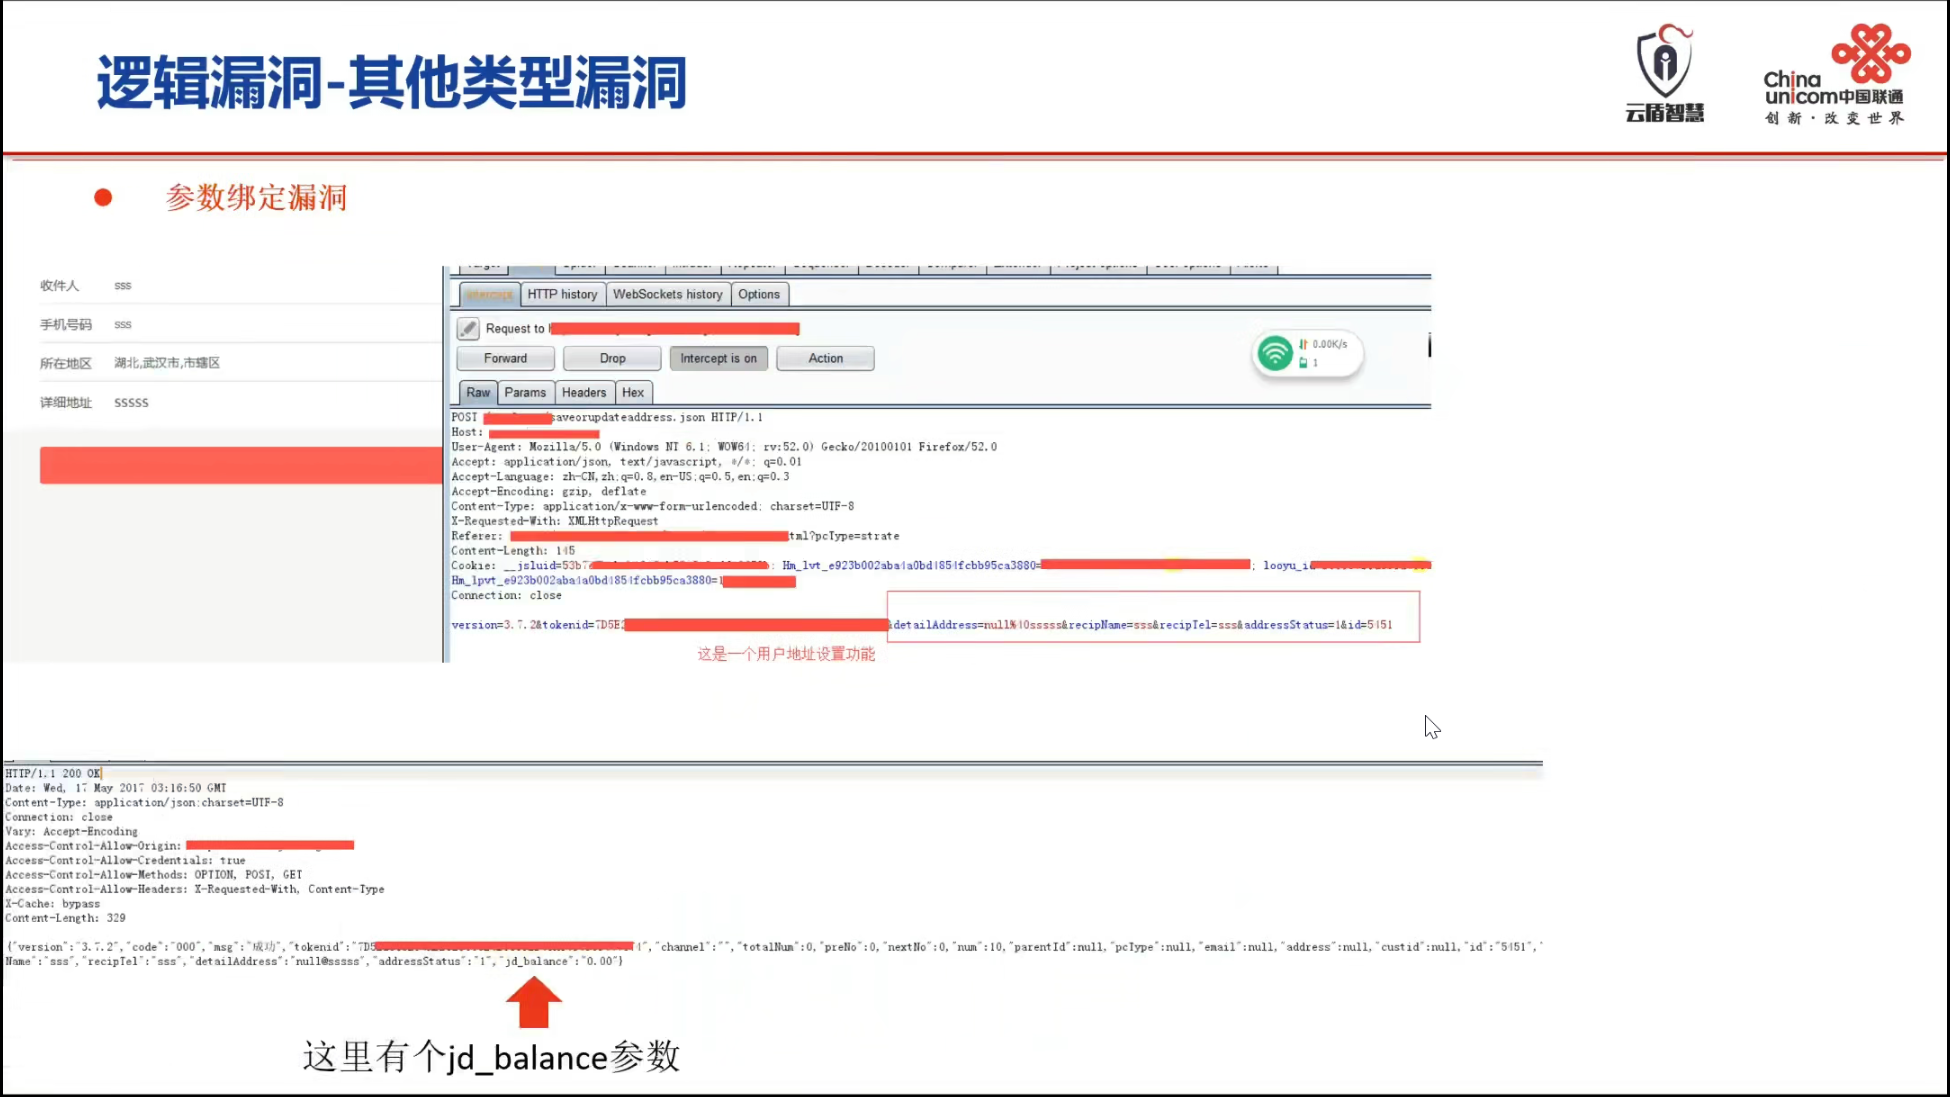 逻辑漏洞-其他类型漏洞
云盾智慧
China
unicom中国联通
创新·改变世界
参数绑定漏洞
收件人 sss
手机号码 sss
所在地区 湖北,武汉市,市辖区
详细地址 sssss
HTTP history WebSockets history Options
Request to
Forward Drop Intercept is on Action
0.00K/s
1
Raw Params Headers Hex
POST saveorupdateaddress.json HTTP/1.1
Host:
User-Agent: Mozilla/5.0 (Windows NT 6.1; WOW64; rv:52.0) Gecko/20100101 Firefox/52.0
Accept: application/json, text/javascript, */*; q=0.01
Accept-Language: zh-CN,zh;q=0.8,en-US;q=0.5,en;q=0.3
Accept-Encoding: gzip, deflate
Content-Type: application/x-www-form-urlencoded; charset=UTF-8
X-Requested-With: XMLHttpRequest
Referer: tml?pcType=strate
Content-Length: 145
Cookie: __jsluid=53b7 ; Hm_lvt_e923b002aba4a0bd4854fcbb95ca3880= ; looyu_i
Hm_lpvt_e923b002aba4a0bd4854fcbb95ca3880=1
Connection: close
version=3.7.2&tokenid=7D5E2 &detailAddress=null%40sssss&recipName=sss&recipTel=sss&addressStatus=1&id=5451
这是一个用户地址设置功能
HTTP/1.1 200 OK
Date: Wed, 17 May 2017 03:16:50 GMT
Content-Type: application/json;charset=UTF-8
Connection: close
Vary: Accept-Encoding
Access-Control-Allow-Origin:
Access-Control-Allow-Credentials: true
Access-Control-Allow-Methods: OPTION, POST, GET
Access-Control-Allow-Headers: X-Requested-With, Content-Type
X-Cache: bypass
Content-Length: 329
{"version":"3.7.2","code":"000","msg":"成功","tokenid":"7D5 4","channel":"","totalNum":0,"preNo":0,"nextNo":0,"num":10,"parentId":null,"pcType":null,"email":null,"address":null,"custid":null,"id":"5451","
Name":"sss","recipTel":"sss","detailAddress":"null@sssss","addressStatus":"1","jd_balance":"0.00"}
这里有个jd_balance参数